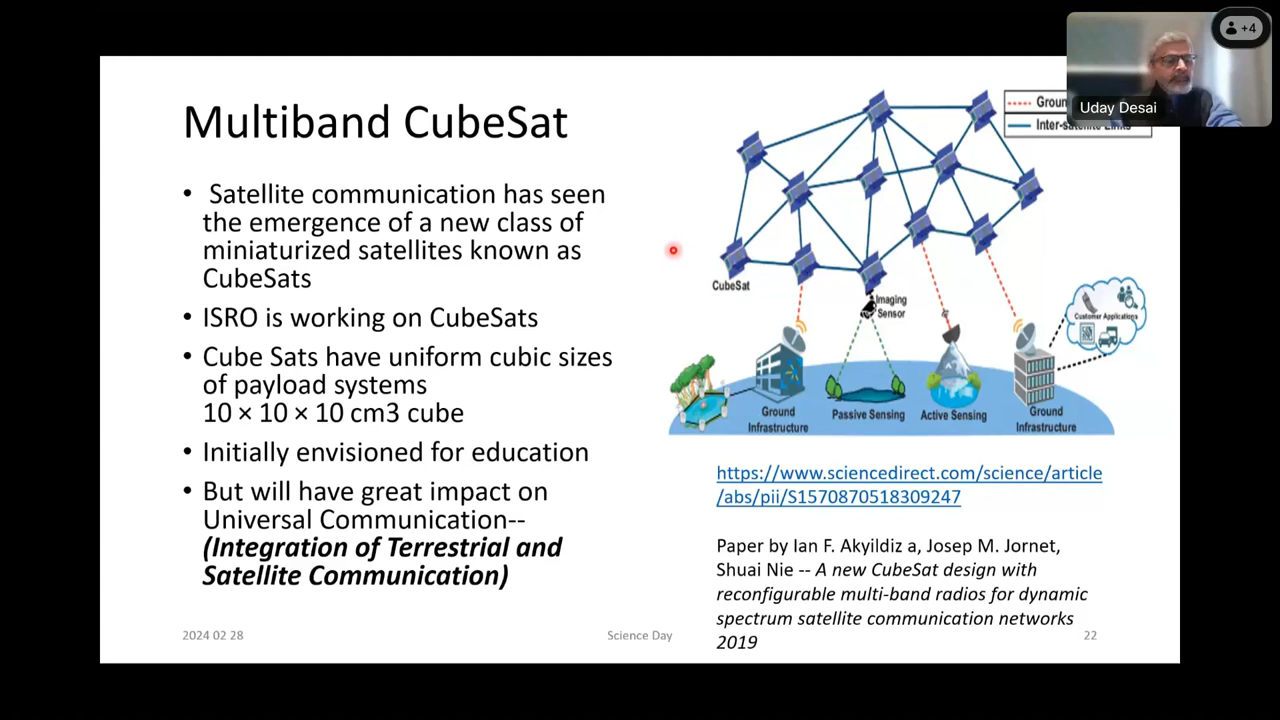 +4
Uday Desai
Multiband CubeSat
• Satellite communication has seen
the emergence of a new class of
miniaturized satellites known as
CubeSats
• ISRO is working on CubeSats
• Cube Sats have uniform cubic sizes
of payload systems
10 × 10 × 10 cm3 cube
• Initially envisioned for education
• But will have great impact on
Universal Communication--
(Integration of Terrestrial and
Satellite Communication)
Inter-satellite Links
CubeSat
Imaging
Sensor
Customer Applications
Ground
Infrastructure
Passive Sensing
Active Sensing
Ground
Infrastructure
https://www.sciencedirect.com/science/article
/abs/pii/S1570870518309247
Paper by Ian F. Akyildiz a, Josep M. Jornet,
Shuai Nie -- A new CubeSat design with
reconfigurable multi-band radios for dynamic
spectrum satellite communication networks
2019
2024 02 28
Science Day
22